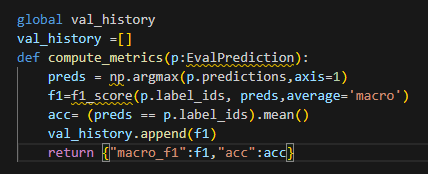 global val_history
val_history =[]
def compute_metrics(p:EvalPrediction):
    preds = np.argmax(p.predictions,axis=1)
    f1=f1_score(p.label_ids, preds,average='macro')
    acc= (preds == p.label_ids).mean()
    val_history.append(f1)
    return {"macro_f1":f1,"acc":acc}